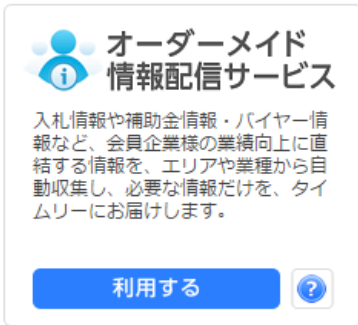 オーダーメイド
情報配信サービス
入札情報や補助金情報・バイヤー情
報など、会員企業様の業績向上に直
結する情報を、エリアや業種から自
動収集し、必要な情報だけを、タイ
ムリーにお届けします。
利用する
?